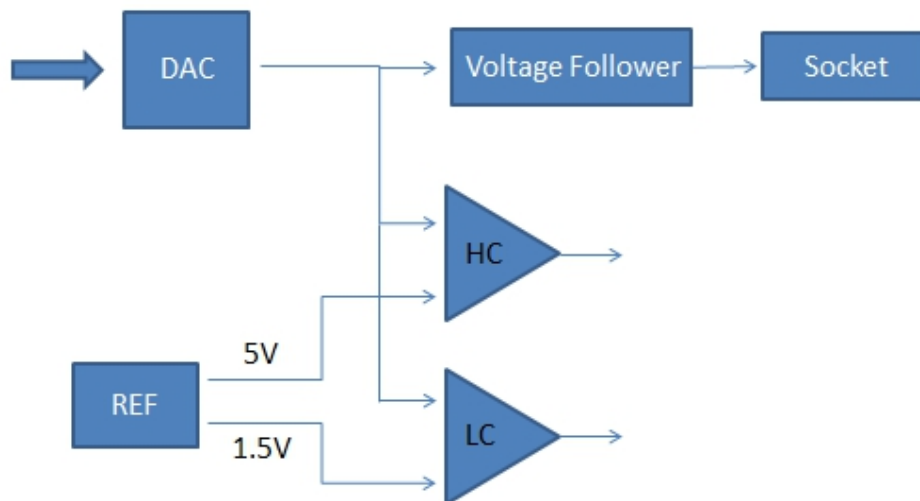 DAC
Voltage Follower
Socket
HC
5V
REF
1.5V
LC